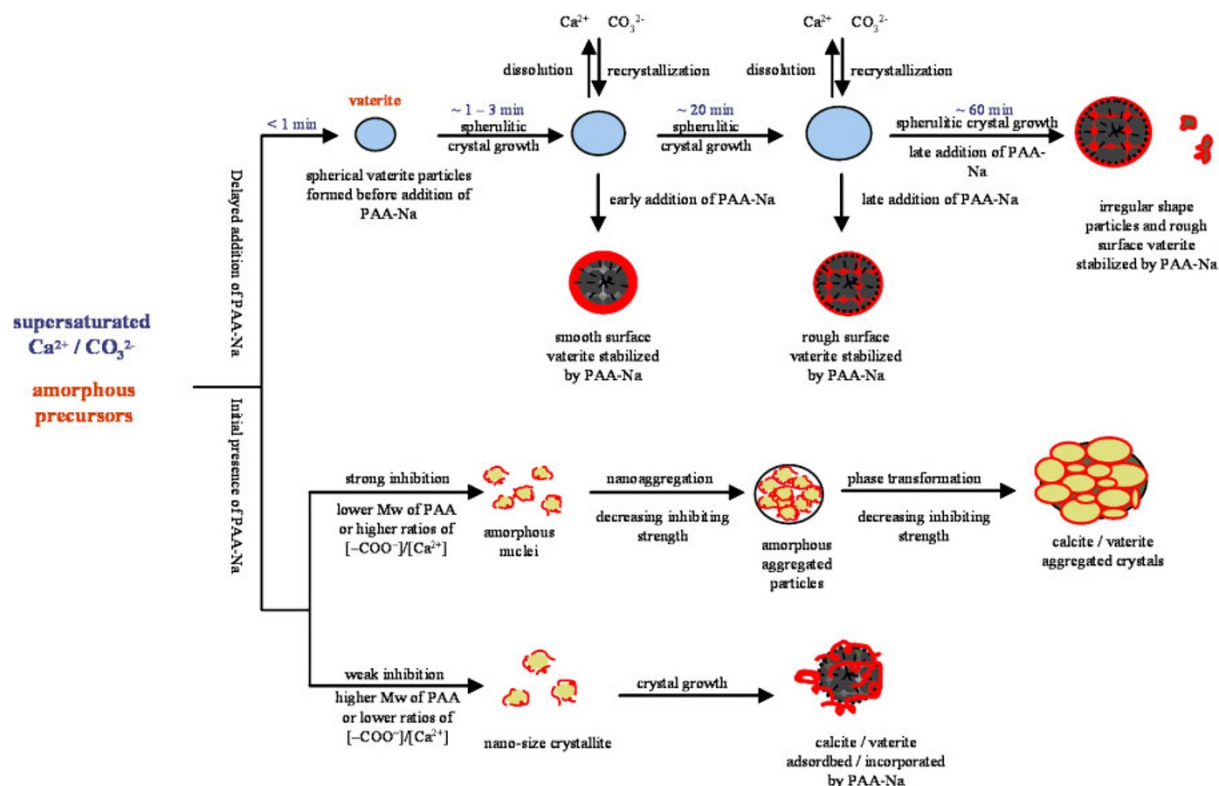 supersaturated
Ca²⁺ / CO₃²⁻
amorphous
precursors
Delayed addition of PAA-Na
Initial presence of PAA-Na
< 1 min
vaterite
spherical vaterite particles
formed before addition of
PAA-Na
~ 1 – 3 min
spherulitic
crystal growth
Ca²⁺ CO₃²⁻
dissolution
recrystallization
early addition of PAA-Na
smooth surface
vaterite stabilized
by PAA-Na
~ 20 min
spherulitic
crystal growth
Ca²⁺ CO₃²⁻
dissolution
recrystallization
late addition of PAA-Na
rough surface
vaterite stabilized
by PAA-Na
~ 60 min
spherulitic crystal growth
late addition of PAA-
Na
irregular shape
particles and rough
surface vaterite
stabilized by PAA-Na
strong inhibition
lower Mw of PAA
or higher ratios of
[–COO⁻]/[Ca²⁺]
amorphous
nuclei
nanoaggregation
decreasing inhibiting
strength
amorphous
aggregated
particles
phase transformation
decreasing inhibiting
strength
calcite / vaterite
aggregated crystals
weak inhibition
higher Mw of PAA
or lower ratios of
[–COO⁻]/[Ca²⁺]
nano-size crystallite
crystal growth
calcite / vaterite
adsordbed / incorporated
by PAA-Na